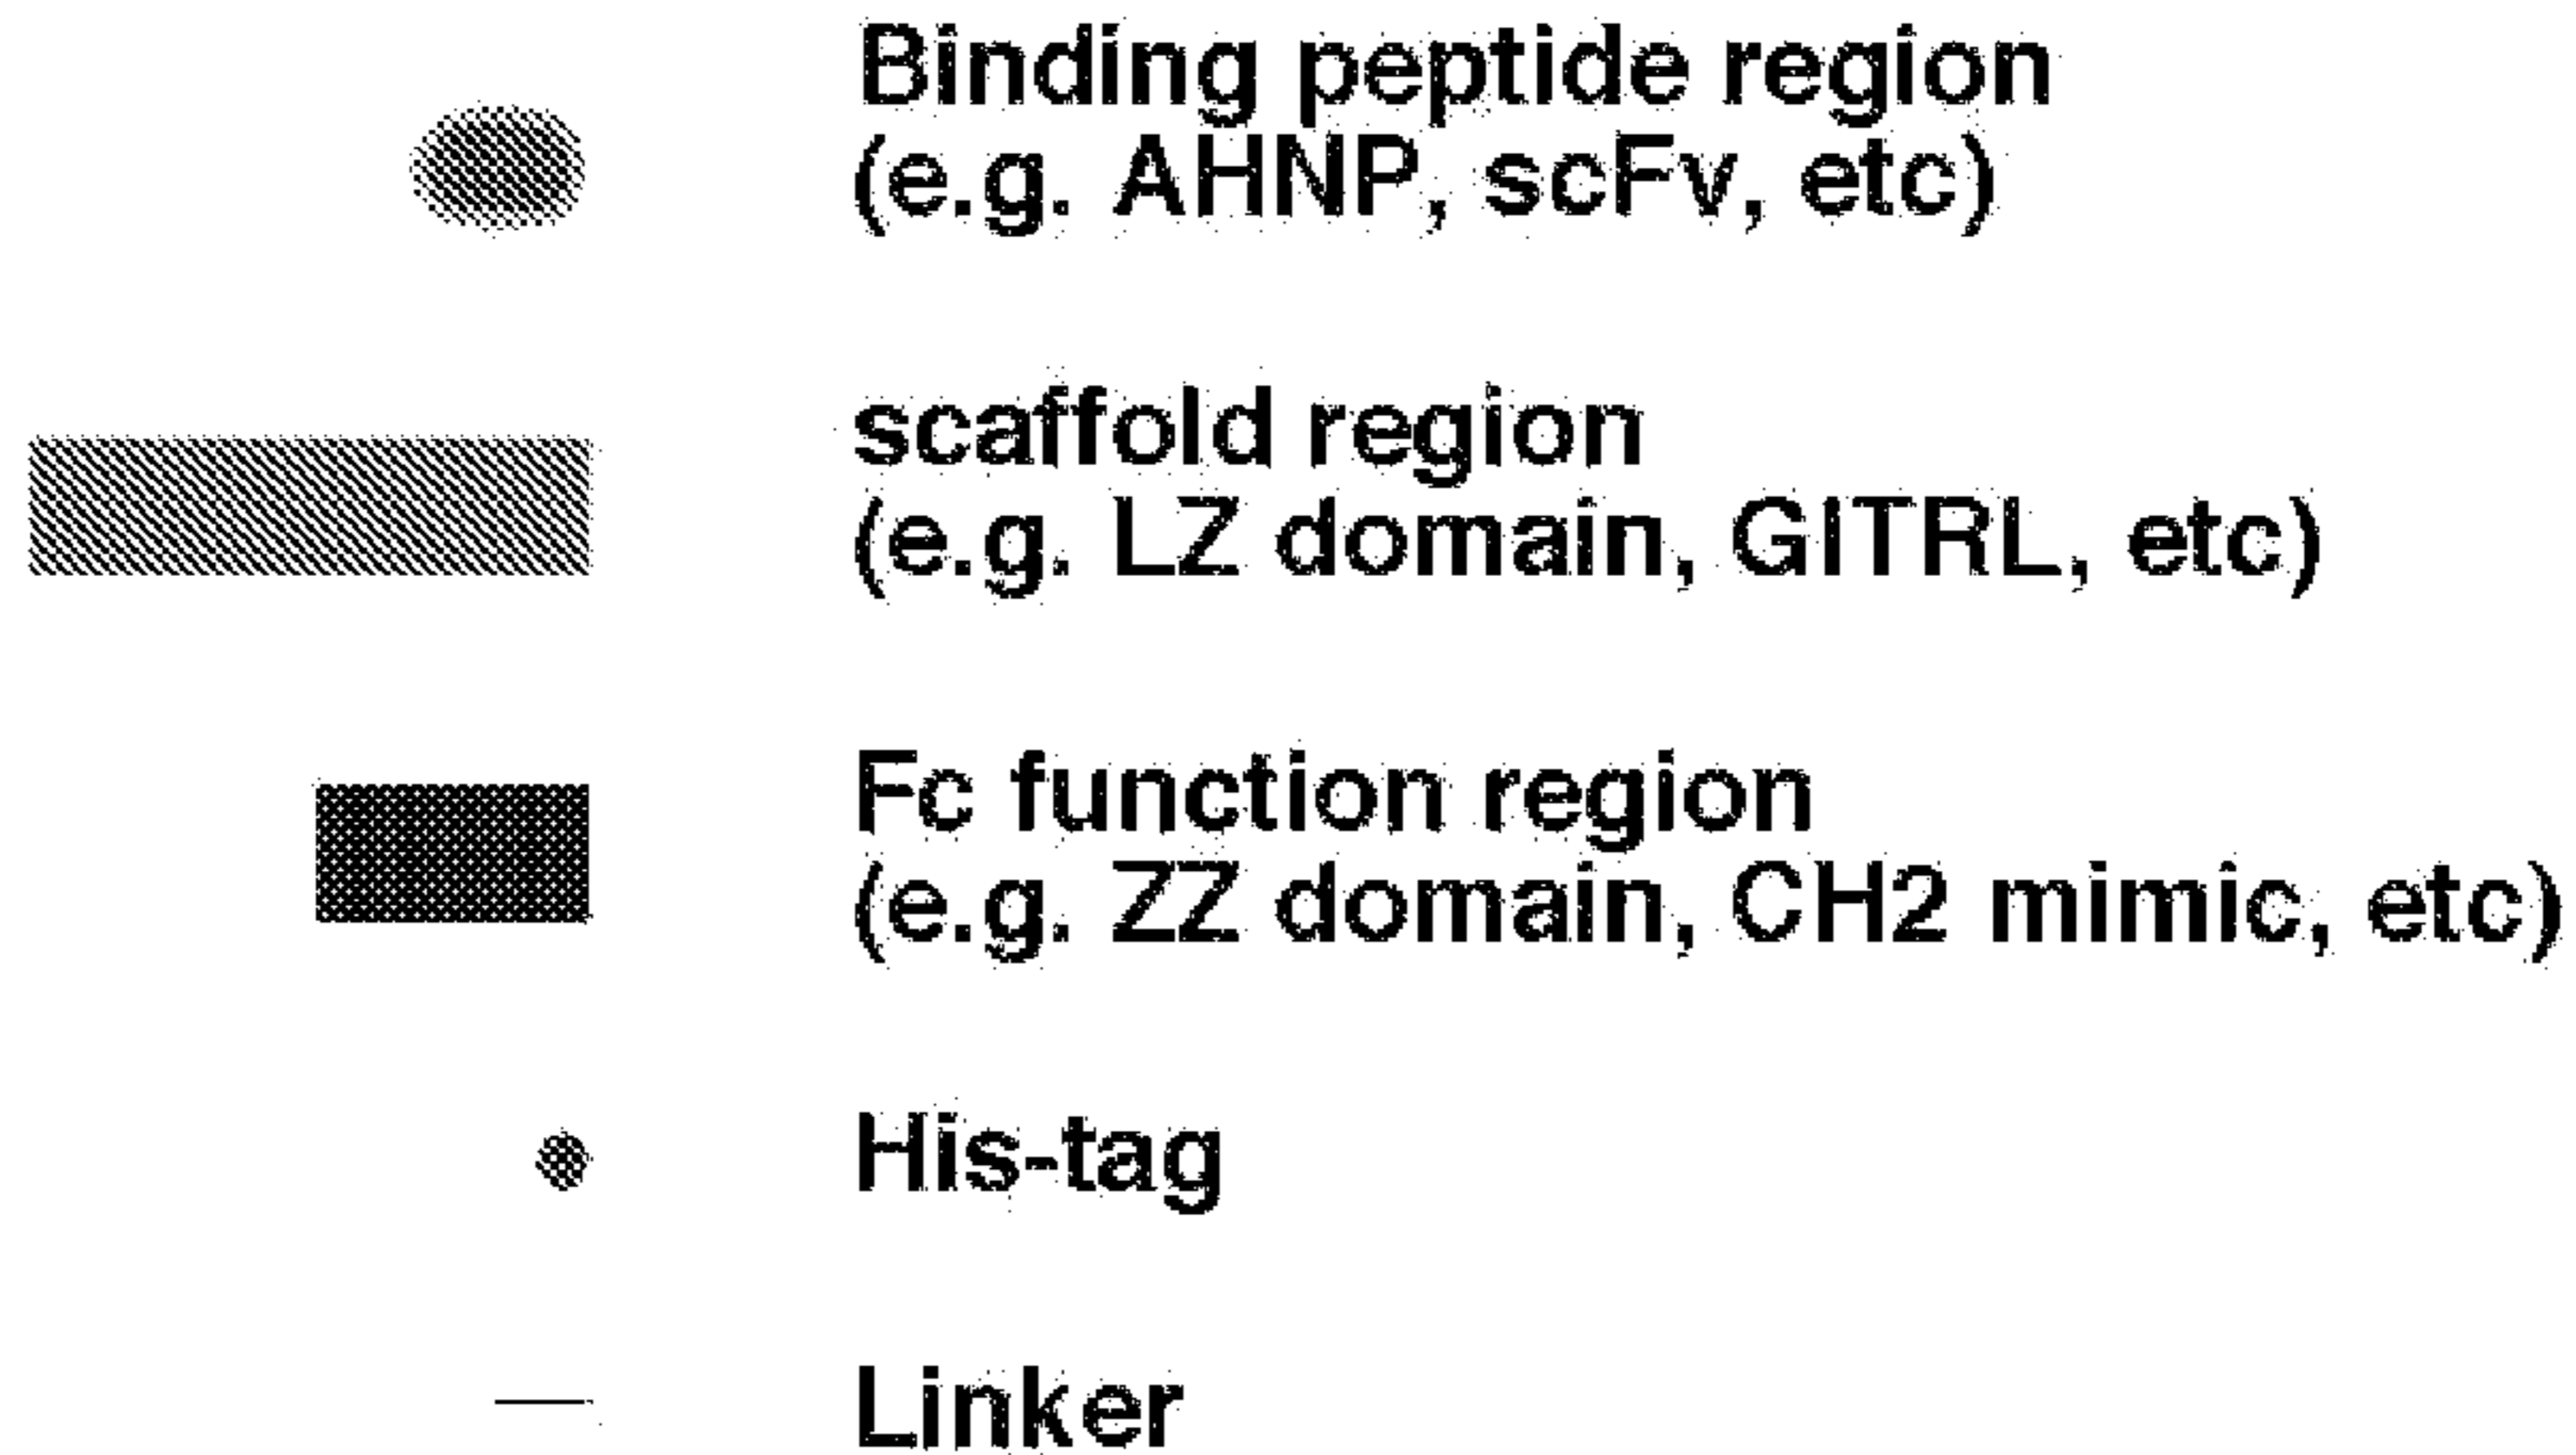 Binding peptide region
(e.g. AHNP, scFv, etc)
scaffold region
(e.g. LZ domain, GITRL, etc)
Fc function region
(e.g. ZZ domain, CH2 mimic, etc)
His-tag
Linker